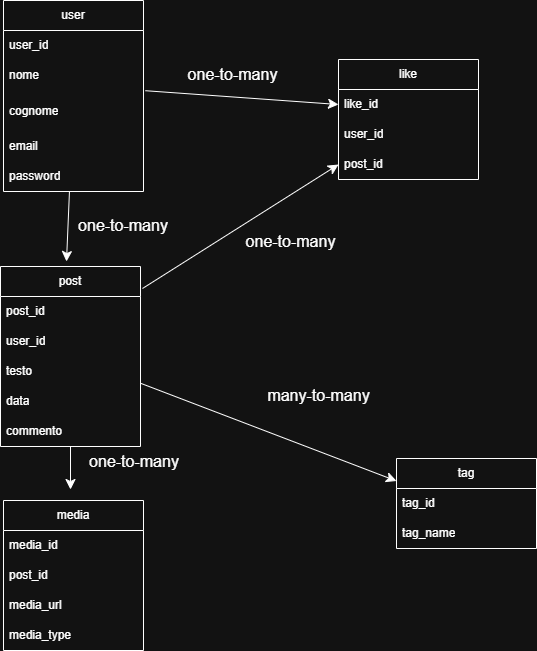 user
user_id
nome
cognome
email
password
one-to-many
like
like_id
user_id
post_id
one-to-many
one-to-many
post
post_id
user_id
testo
data
commento
many-to-many
one-to-many
tag
tag_id
tag_name
media
media_id
post_id
media_url
media_type